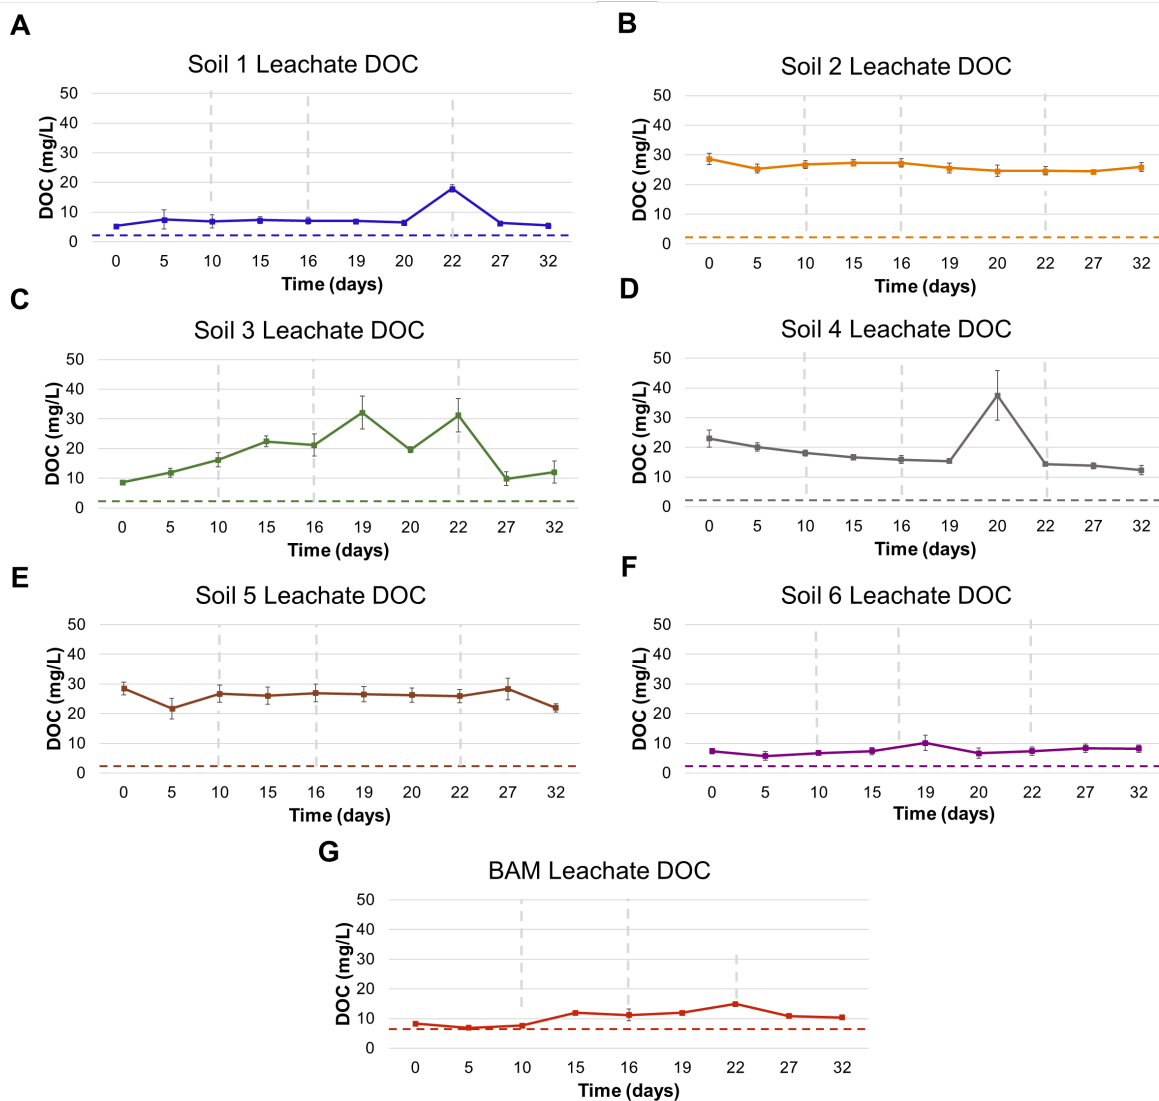 A
Soil 1 Leachate DOC
DOC (mg/L)
50
40
30
20
10
0
0 5 10 15 16 19 20 22 27 32
Time (days)
B
Soil 2 Leachate DOC
DOC (mg/L)
50
40
30
20
10
0
0 5 10 15 16 19 20 22 27 32
Time (days)
C
Soil 3 Leachate DOC
DOC (mg/L)
50
40
30
20
10
0
0 5 10 15 16 19 20 22 27 32
Time (days)
D
Soil 4 Leachate DOC
DOC (mg/L)
50
40
30
20
10
0
0 5 10 15 16 19 20 22 27 32
Time (days)
E
Soil 5 Leachate DOC
DOC (mg/L)
50
40
30
20
10
0
0 5 10 15 16 19 20 22 27 32
Time (days)
F
Soil 6 Leachate DOC
DOC (mg/L)
50
40
30
20
10
0
0 5 10 15 19 20 22 27 32
Time (days)
G
BAM Leachate DOC
DOC (mg/L)
50
40
30
20
10
0
0 5 10 15 16 19 22 27 32
Time (days)